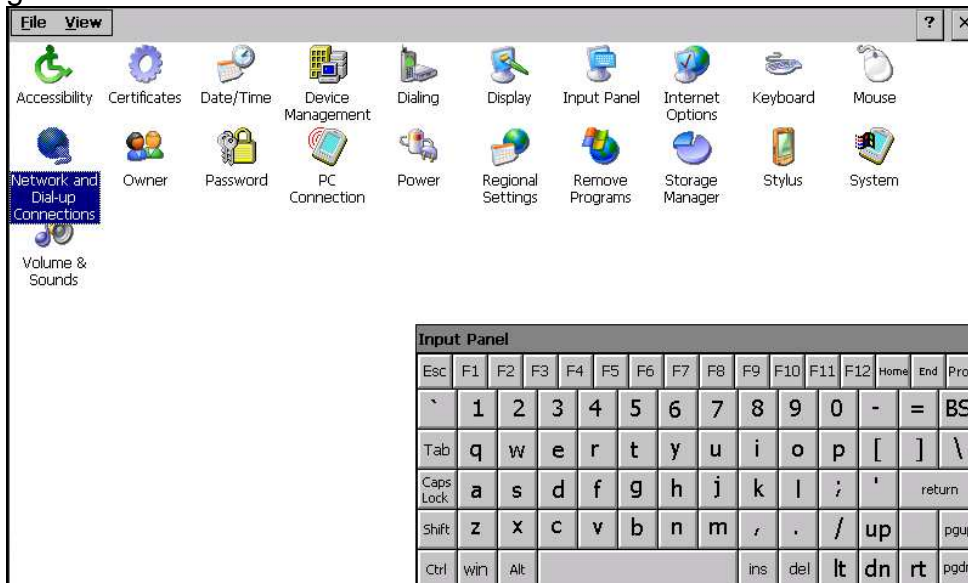 g
File View ? ×
Accessibility Certificates Date/Time Device Management Dialing Display Input Panel Internet Options Keyboard Mouse
Network and Dial-up Connections Owner Password PC Connection Power Regional Settings Remove Programs Storage Manager Stylus System
Volume & Sounds
Input Panel
Esc F1 F2 F3 F4 F5 F6 F7 F8 F9 F10 F11 F12 Home End Pro
` 1 2 3 4 5 6 7 8 9 0 - = BS
Tab q w e r t y u i o p [ ] \
Caps Lock a s d f g h j k l ; ' return
Shift z x c v b n m , . / up pgup
Ctrl win Alt ins del lt dn rt pgdn